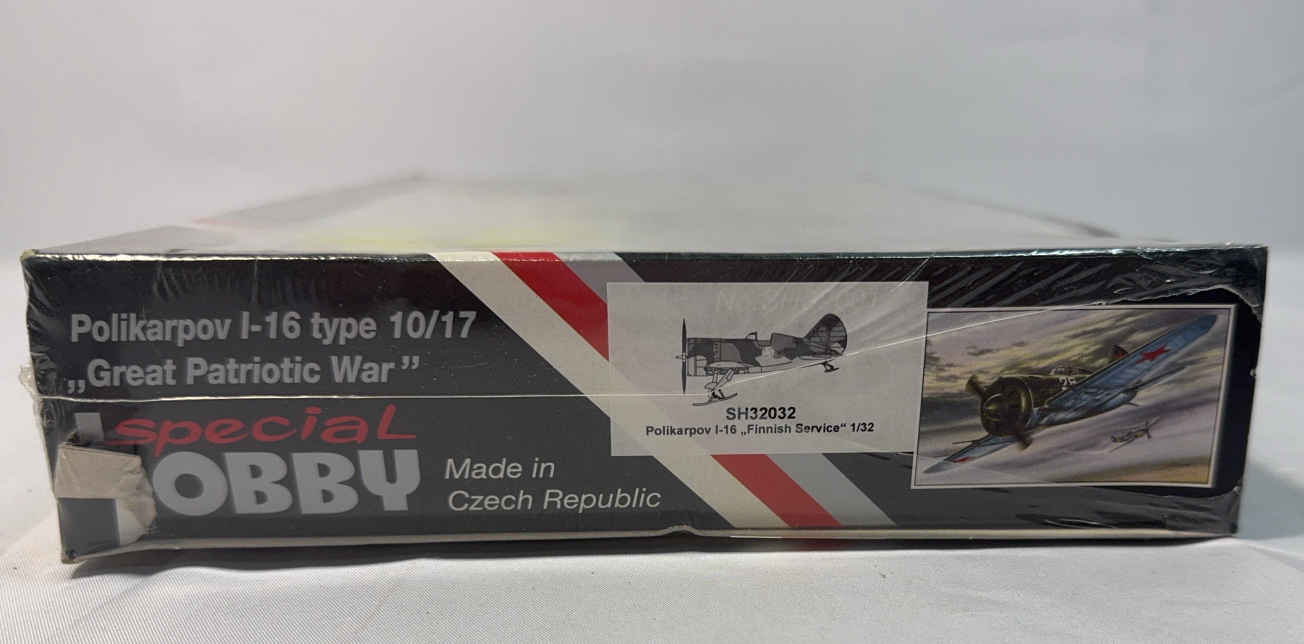 Polikarpov I-16 type 10/17
„Great Patriotic War”
special
HOBBY
Made in
Czech Republic
SH32032
Polikarpov I-16 „Finnish Service“ 1/32